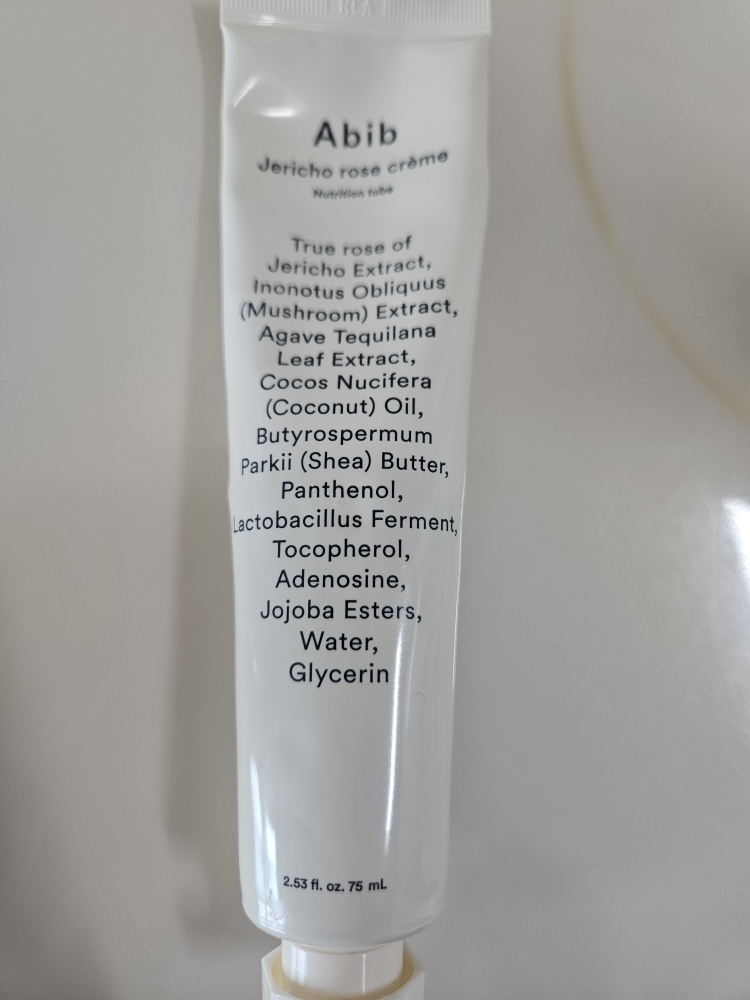 Abib
Jericho rose crème
Nutrition tube
True rose of
Jericho Extract,
Inonotus Obliquus
(Mushroom) Extract,
Agave Tequilana
Leaf Extract,
Cocos Nucifera
(Coconut) Oil,
Butyrospermum
Parkii (Shea) Butter,
Panthenol,
Lactobacillus Ferment,
Tocopherol,
Adenosine,
Jojoba Esters,
Water,
Glycerin
2.53 fl. oz. 75 mL